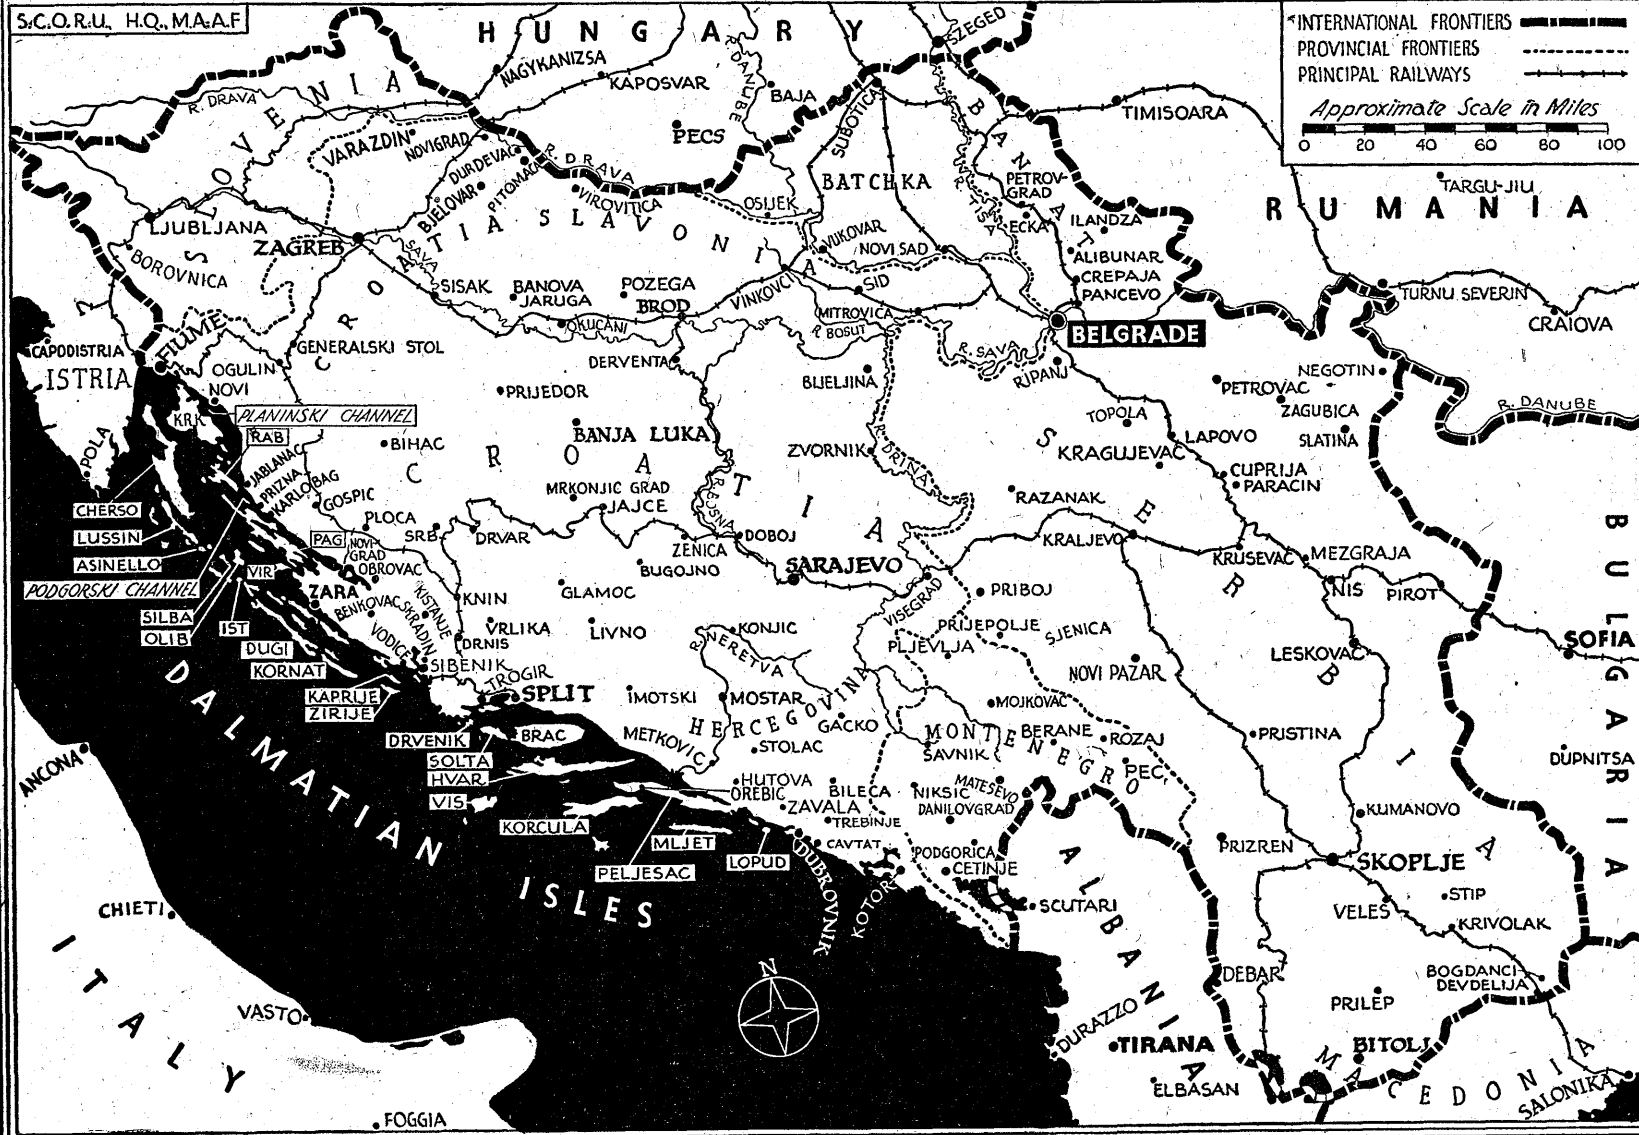 S.C.O.R.U., H.Q., M.A.A.F
HUNGARY
INTERNATIONAL FRONTIERS
PROVINCIAL FRONTIERS
PRINCIPAL RAILWAYS
Approximate Scale in Miles
0 20 40 60 80 100
SZEGED
NAGYKANIZSA
KAPOSVAR
R. DANUBE
BAJA
R. DRAVA
SLOVENIA
VARAZDIN
NOVIGRAD
PECS
SUBOTICA
BANAT
TIMISOARA
DURDEVAC
PITOMACA
R. DRAVA
BJELOVAR
VIROVITICA
OSIJEK
BATCHKA
PETROV-
GRAD
TARGU-JIU
RUMANIA
LJUBLJANA
ZAGREB
CROATIA SLAVONIA
VUKOVAR
NOVI SAD
ECKA
ILANDZA
TISA
BOROVNICA
SAVA
SISAK
BANOVA
JARUGA
POZEGA
BROD
VINKOVCI
SID
ALIBUNAR
CREPAJA
PANCEVO
TURNU SEVERIN
OKUCANI
MITROVICA
R. BOSUT
BELGRADE
CRAIOVA
CAPODISTRIA
FIUME
GENERALSKI STOL
DERVENTA
R. SAVA
RIPANJ
ISTRIA
OGULIN
NOVI
PRIJEDOR
BIJELJINA
PETROVAC
NEGOTIN
ZAGUBICA
R. DANUBE
KRK
PLANINSKI CHANNEL
RAB
BIHAC
BANJA LUKA
ZVORNIK
R. DRINA
TOPOLA
LAPOVO
SLATINA
POLA
JABLANAC
PRIZNA
KARLOBAG
GOSPIC
CROATIA
MRKONJIC GRAD
JAJCE
R. BOSNA
KRAGUJEVAC
CUPRIJA
PARACIN
SERBIA
BULGARIA
RAZANAK
CHERSO
LUSSIN
ASINELLO
PODGORSKI CHANNEL
SILBA
OLIB
PLOCA
SRB
DRVAR
PAG
NOVI-
GRAD
OBROVAC
VIR
ZARA
IST
ZENICA
DOBOJ
BUGOJNO
SARAJEVO
KRALJEVO
KRUSEVAC
MEZGRAJA
NIS
PIROT
GLAMOC
KNIN
BENKOVAC
KISTANJE
SKRADIN
VODICE
VRLIKA
DRNIS
LIVNO
KONJIC
R. NERETVA
VISEGRAD
PRIBOJ
PRIJEPOLJE
SJENICA
PLJEVLJA
NOVI PAZAR
LESKOVAC
SOFIA
DUGI
KORNAT
KAPRIJE
ZIRIJE
SIBENIK
TROGIR
SPLIT
IMOTSKI
MOSTAR
HERCEGOVINA
GACKO
STOLAC
METKOVIC
MOJKOVAC
BERANE
ROZAJ
MONTENEGRO
SAVNIK
PEC
PRISTINA
DUPNITSA
DRVENIK
SOLTA
HVAR
VIS
BRAC
HUTOVA
OREBIC
ZAVALA
BILECA
TREBINJE
NIKSIC
DANILOVGRAD
MATESEVO
KUMANOVO
DALMATIAN
ISLES
ANCONA
KORCULA
MLJET
LOPUD
PELJESAC
DUBROVNIK
CAVTAT
KOTOR
PODGORICA
CETINJE
SCUTARI
ALBANIA
PRIZREN
SKOPLJE
STIP
VELES
KRIVOLAK
CHIETI
ITALY
N
VASTO
DEBAR
BOGDANCI-
DEVDELIJA
PRILEP
DURAZZO
TIRANA
BITOLJ
ELBASAN
MACEDONIA
SALONIKA
FOGGIA